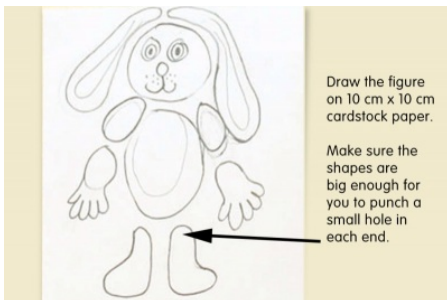 Draw the figure
on 10 cm x 10 cm
cardstock paper.
Make sure the
shapes are
big enough for
you to punch a
small hole in
each end.